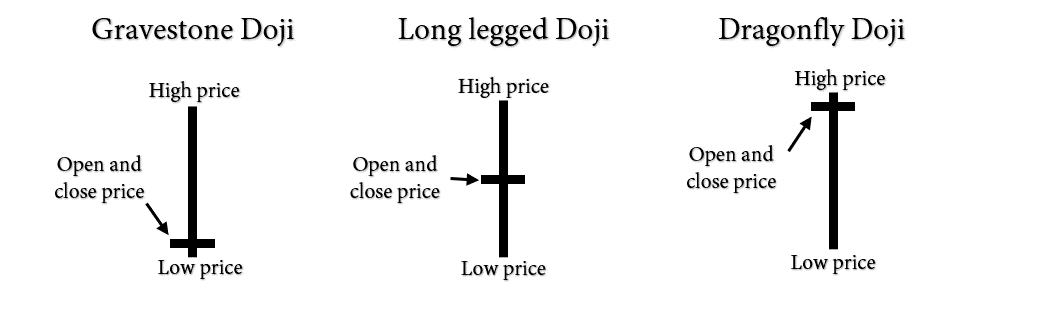 Gravestone Doji
High price
Open and
close price
Low price
Long legged Doji
High price
Open and
close price
Low price
Dragonfly Doji
High price
Open and
close price
Low price